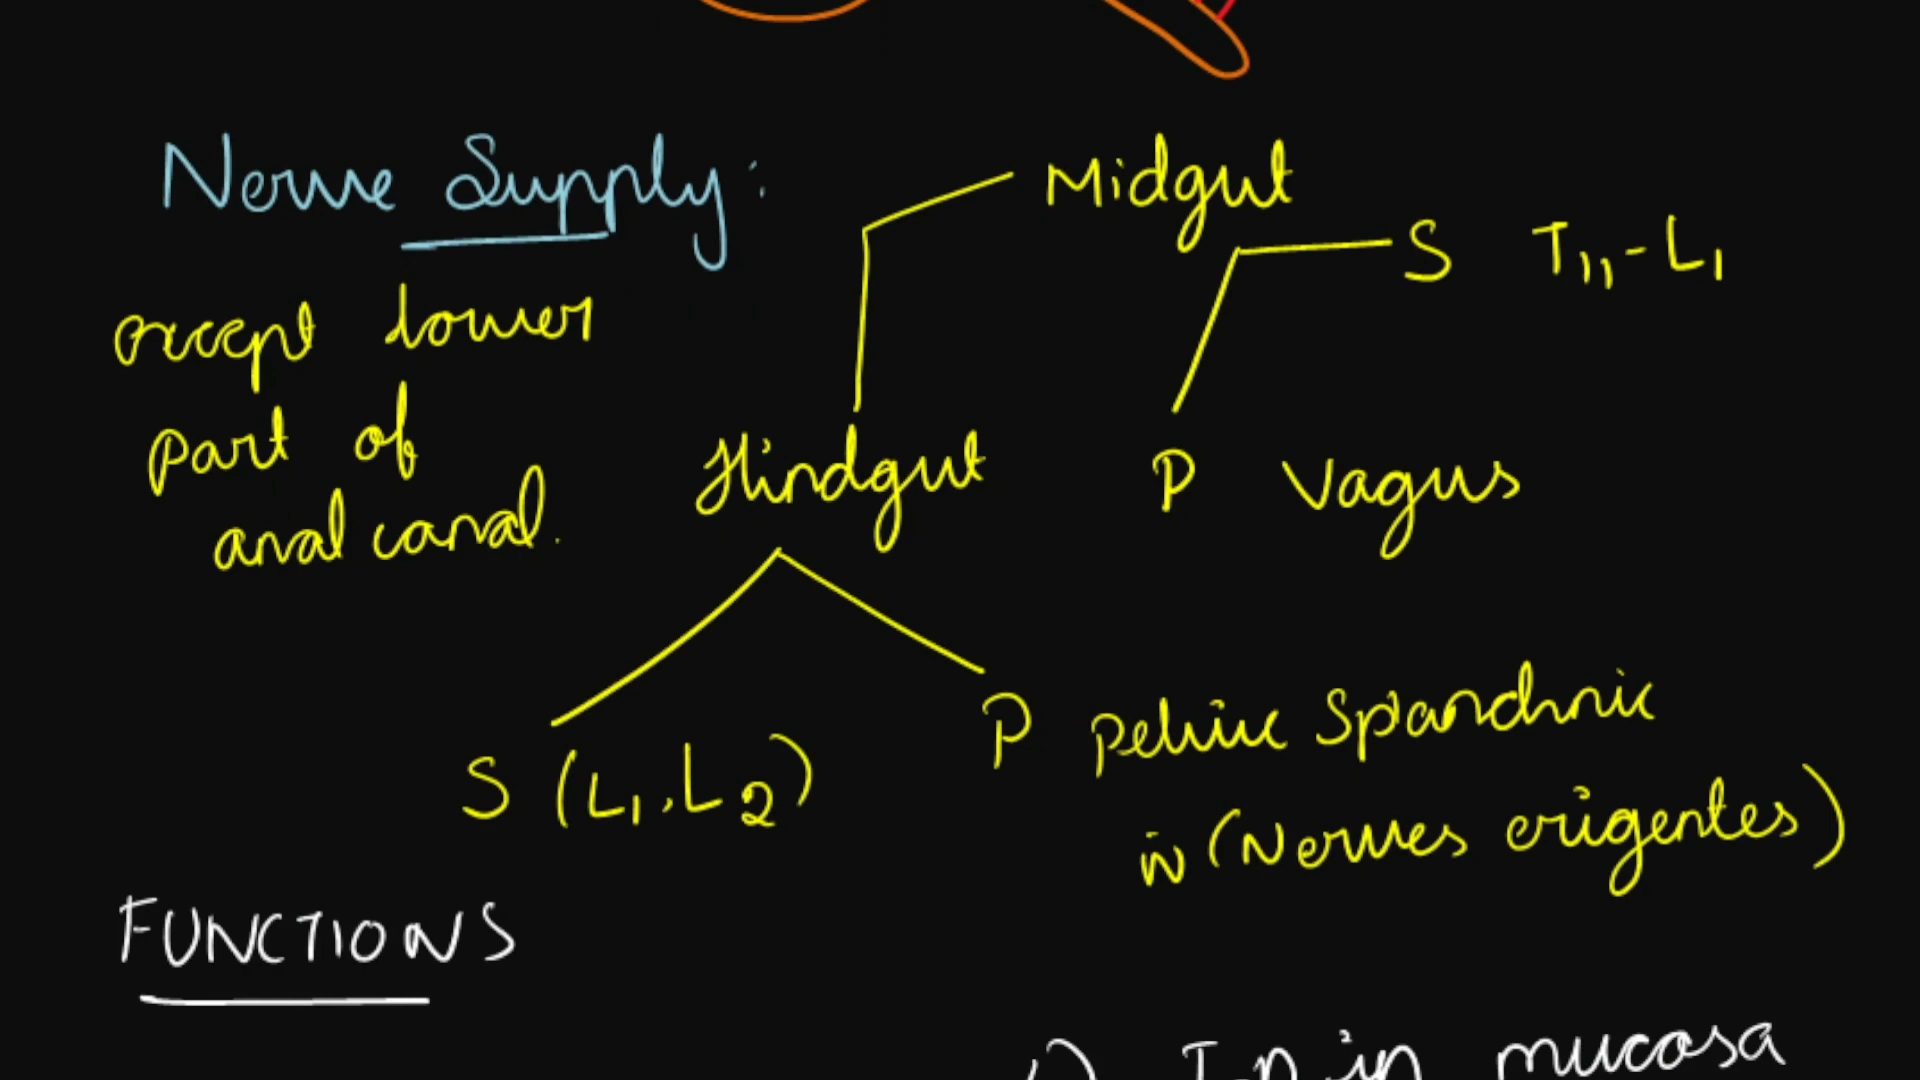 Nerve Supply:
except lower
part of
anal canal.
Midgut
S T11-L1
P Vagus
Hindgut
S (L1, L2)
P pelvic Splanchnic
n (Nerves erigentes)
FUNCTIONS
mucosa